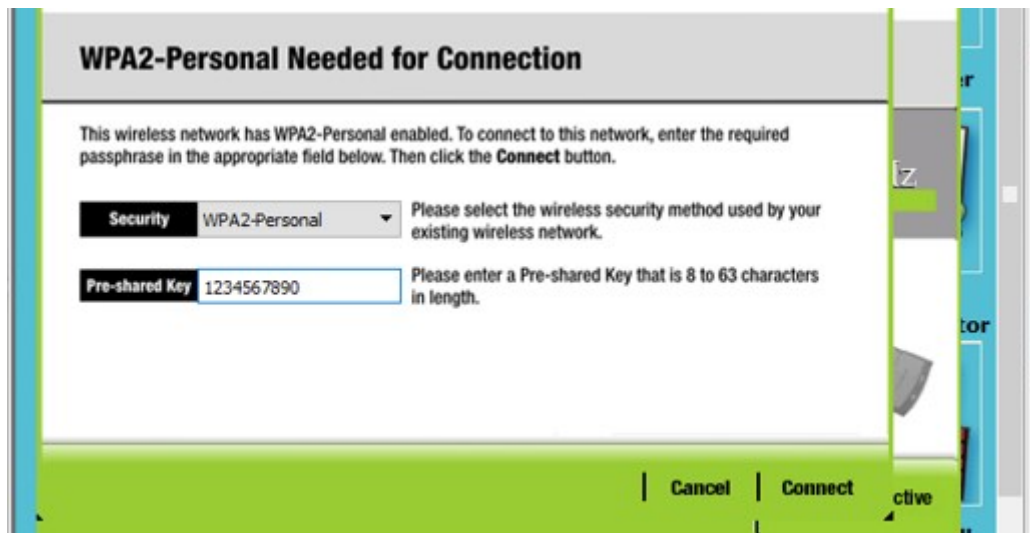 WPA2-Personal Needed for Connection
This wireless network has WPA2-Personal enabled. To connect to this network, enter the required
passphrase in the appropriate field below. Then click the Connect button.
Security
WPA2-Personal
Please select the wireless security method used by your
existing wireless network.
Pre-shared Key
1234567890
Please enter a Pre-shared Key that is 8 to 63 characters
in length.
Cancel
Connect
ctive
tor